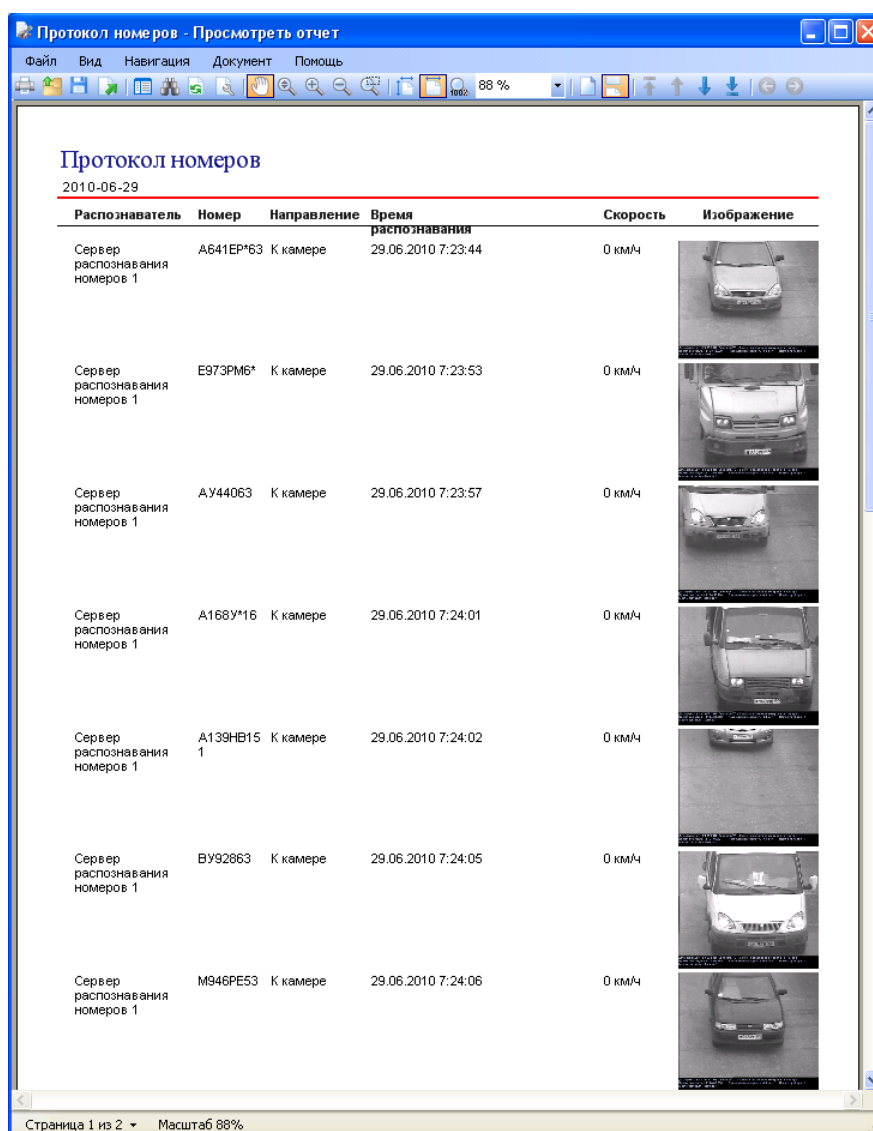 Протокол номеров - Просмотреть отчет
Файл Вид Навигация Документ Помощь
100% 88 %
Протокол номеров
2010-06-29
Распознаватель Номер Направление Время распознавания Скорость Изображение
Сервер распознавания номеров 1 А641ЕР*63 К камере 29.06.2010 7:23:44 0 км/ч
Сервер распознавания номеров 1 Е973РМ6* К камере 29.06.2010 7:23:53 0 км/ч
Сервер распознавания номеров 1 АУ44063 К камере 29.06.2010 7:23:57 0 км/ч
Сервер распознавания номеров 1 А168У*16 К камере 29.06.2010 7:24:01 0 км/ч
Сервер распознавания номеров 1 А139НВ151 К камере 29.06.2010 7:24:02 0 км/ч
Сервер распознавания номеров 1 ВУ92863 К камере 29.06.2010 7:24:05 0 км/ч
Сервер распознавания номеров 1 М946РЕ53 К камере 29.06.2010 7:24:06 0 км/ч
Страница 1 из 2 Масштаб 88%